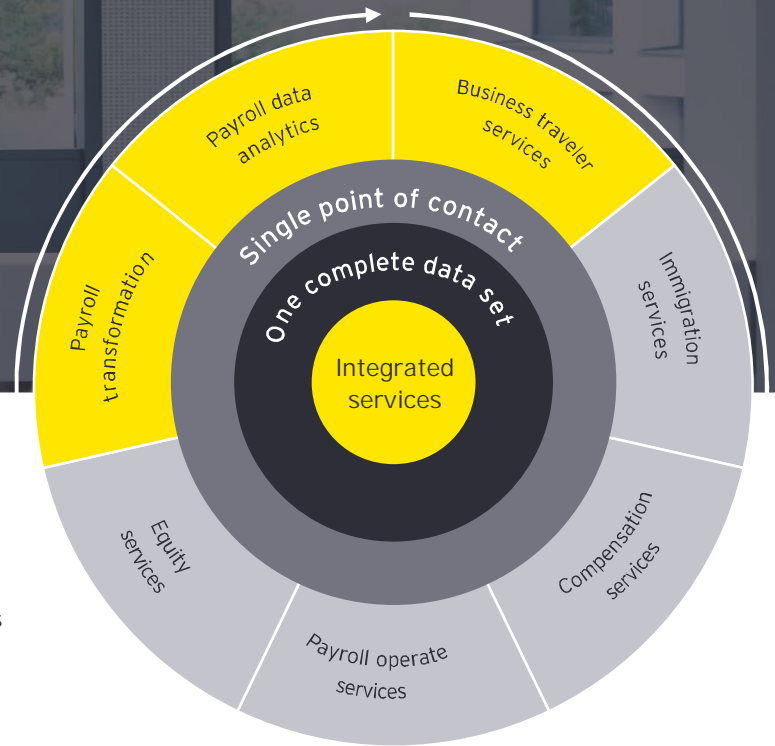 Payroll data
analytics
Business traveler
services
Immigration
services
Compensation
services
Payroll operate
services
Equity
services
Payroll
transformation
Single point of contact
One complete data set
Integrated
services
s